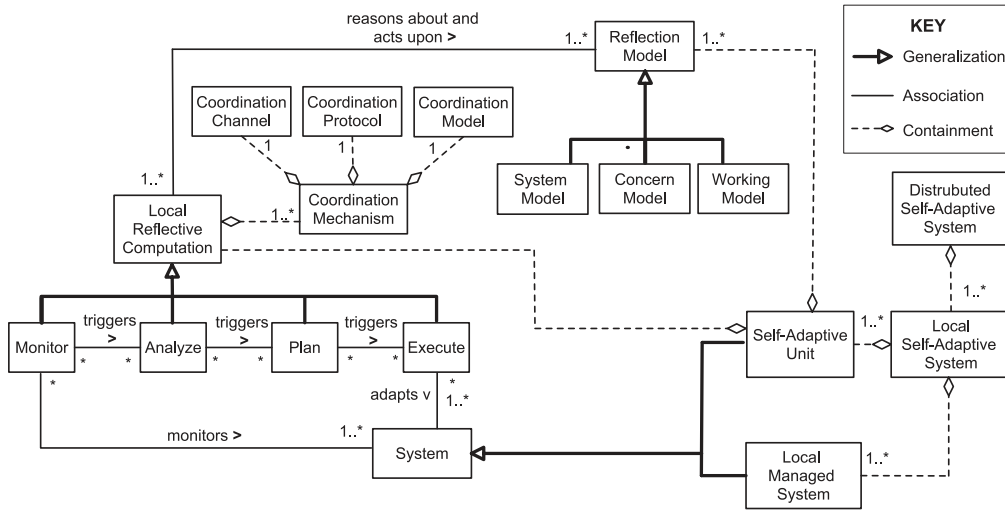 reasons about and
acts upon >
1..*
Reflection
Model
1..*
KEY
Generalization
Association
Containment
Coordination
Channel
Coordination
Protocol
Coordination
Model
1
1
1
1..*
Local
Reflective
Computation
1..*
Coordination
Mechanism
System
Model
Concern
Model
Working
Model
Distrubuted
Self-Adaptive
System
1..*
Monitor
triggers
>
*
*
Analyze
triggers
>
*
*
Plan
triggers
>
*
*
Execute
Self-Adaptive
Unit
1..*
Local
Self-Adaptive
System
*
*
adapts v
1..*
monitors >
1..*
System
1..*
Local
Managed
System